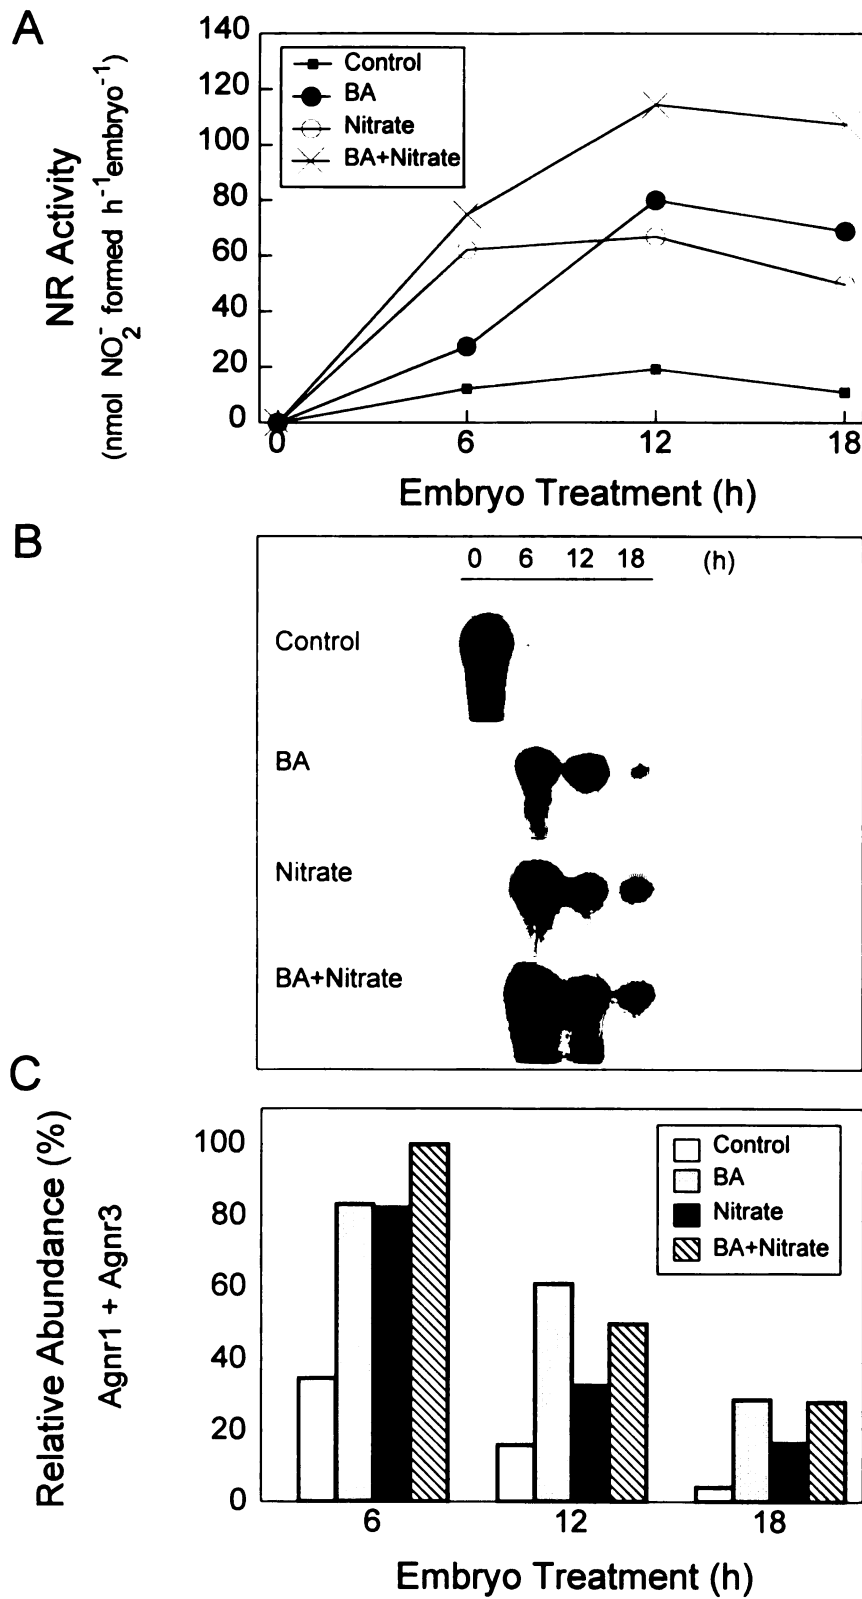 A
NR Activity
(nmol NO2- formed h-1embryo-1)
140
120
100
80
60
40
20
0
Control
BA
Nitrate
BA+Nitrate
0 6 12 18
Embryo Treatment (h)
B
0 6 12 18 (h)
Control
BA
Nitrate
BA+Nitrate
C
Relative Abundance (%)
Agnr1 + Agnr3
100
80
60
40
20
0
Control
BA
Nitrate
BA+Nitrate
6 12 18
Embryo Treatment (h)